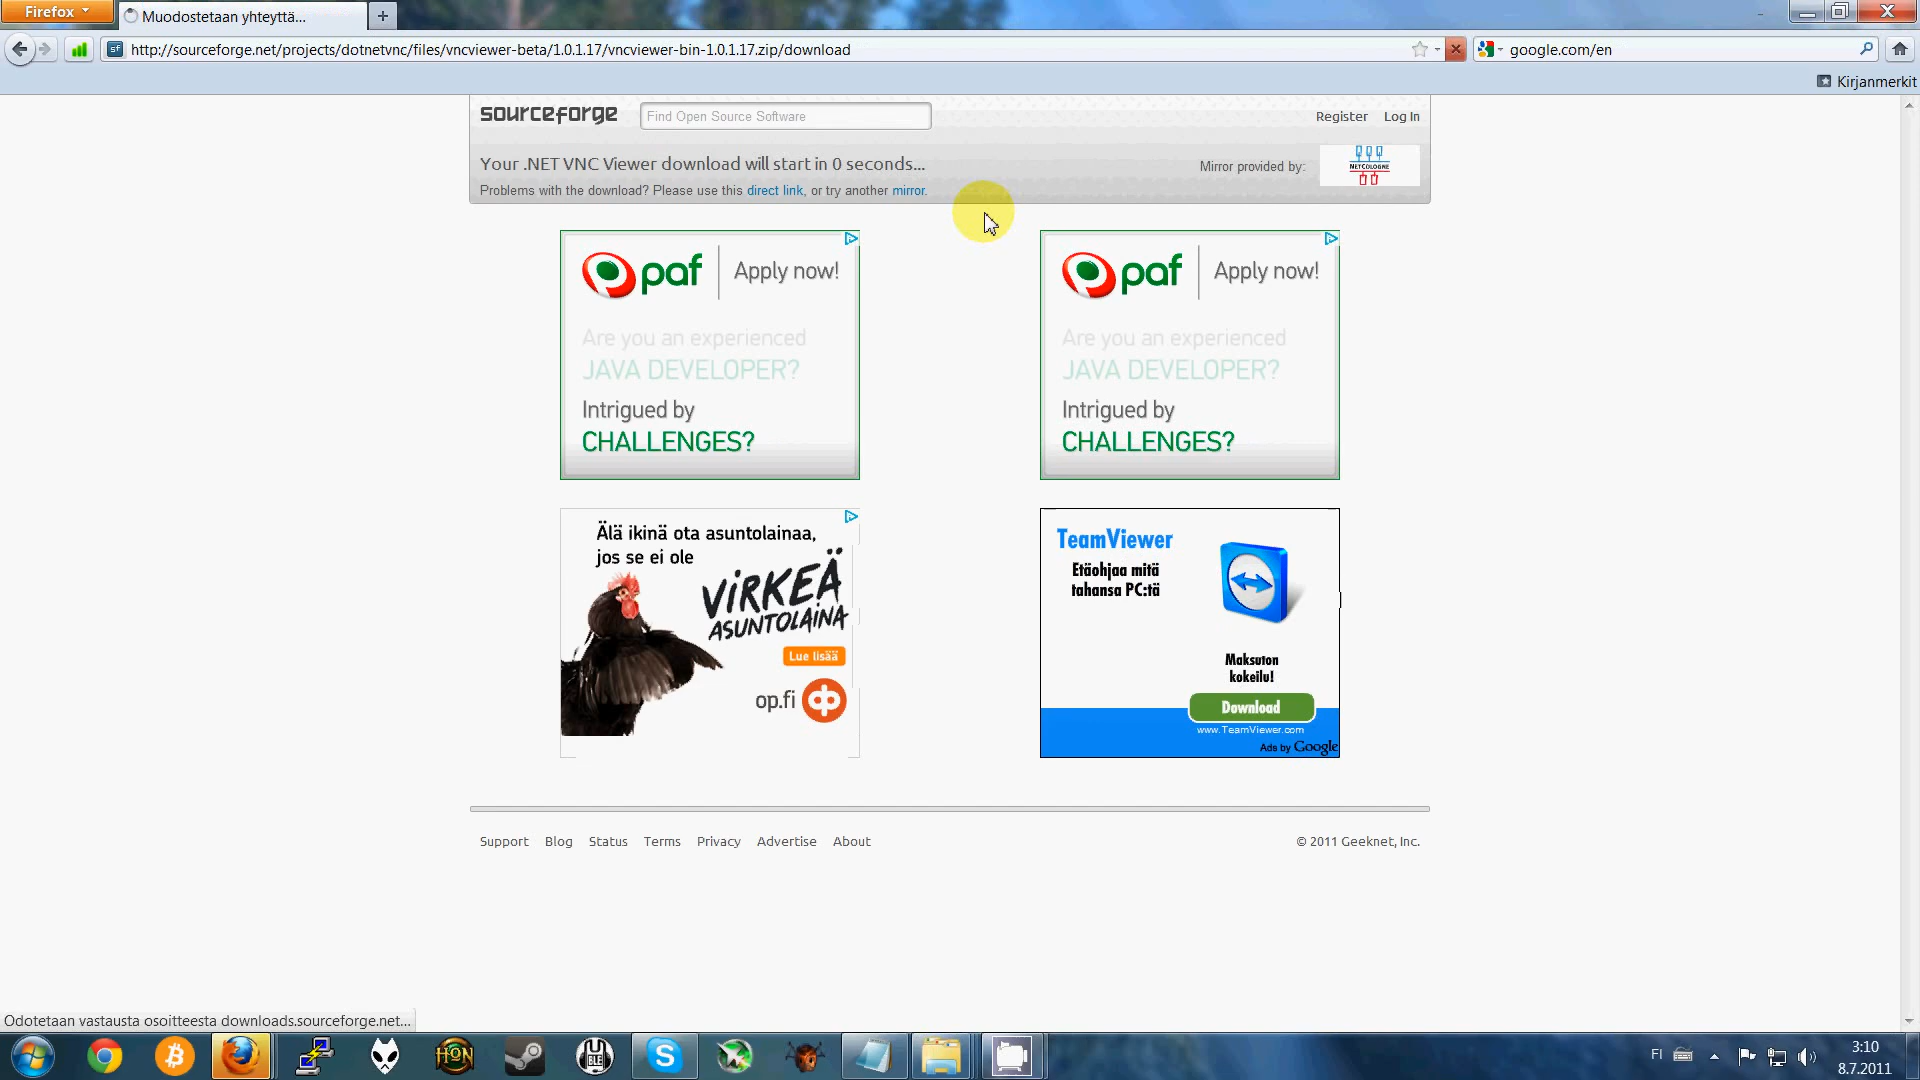 Firefox
Muodostetaan yhteyttä...
http://sourceforge.net/projects/dotnetvnc/files/vncviewer-beta/1.0.1.17/vncviewer-bin-1.0.1.17.zip/download
google.com/en
Kirjanmerkit
sourceforge
Find Open Source Software
Register
Log In
Your .NET VNC Viewer download will start in 0 seconds...
Problems with the download? Please use this direct link, or try another mirror.
Mirror provided by:
NETCOLOGNE
paf
Apply now!
Are you an experienced
JAVA DEVELOPER?
Intrigued by
CHALLENGES?
paf
Apply now!
Are you an experienced
JAVA DEVELOPER?
Intrigued by
CHALLENGES?
Älä ikinä ota asuntolainaa,
jos se ei ole
VIRKEÄ
ASUNTOLAINA
Lue lisää
op.fi
TeamViewer
Etäohjaa mitä
tahansa PC:tä
Maksuton
kokeilu!
Download
www.TeamViewer.com
Ads by Google
Support
Blog
Status
Terms
Privacy
Advertise
About
© 2011 Geeknet, Inc.
Odotetaan vastausta osoitteesta downloads.sourceforge.net...
HON
BLE
FI
3:10
8.7.2011